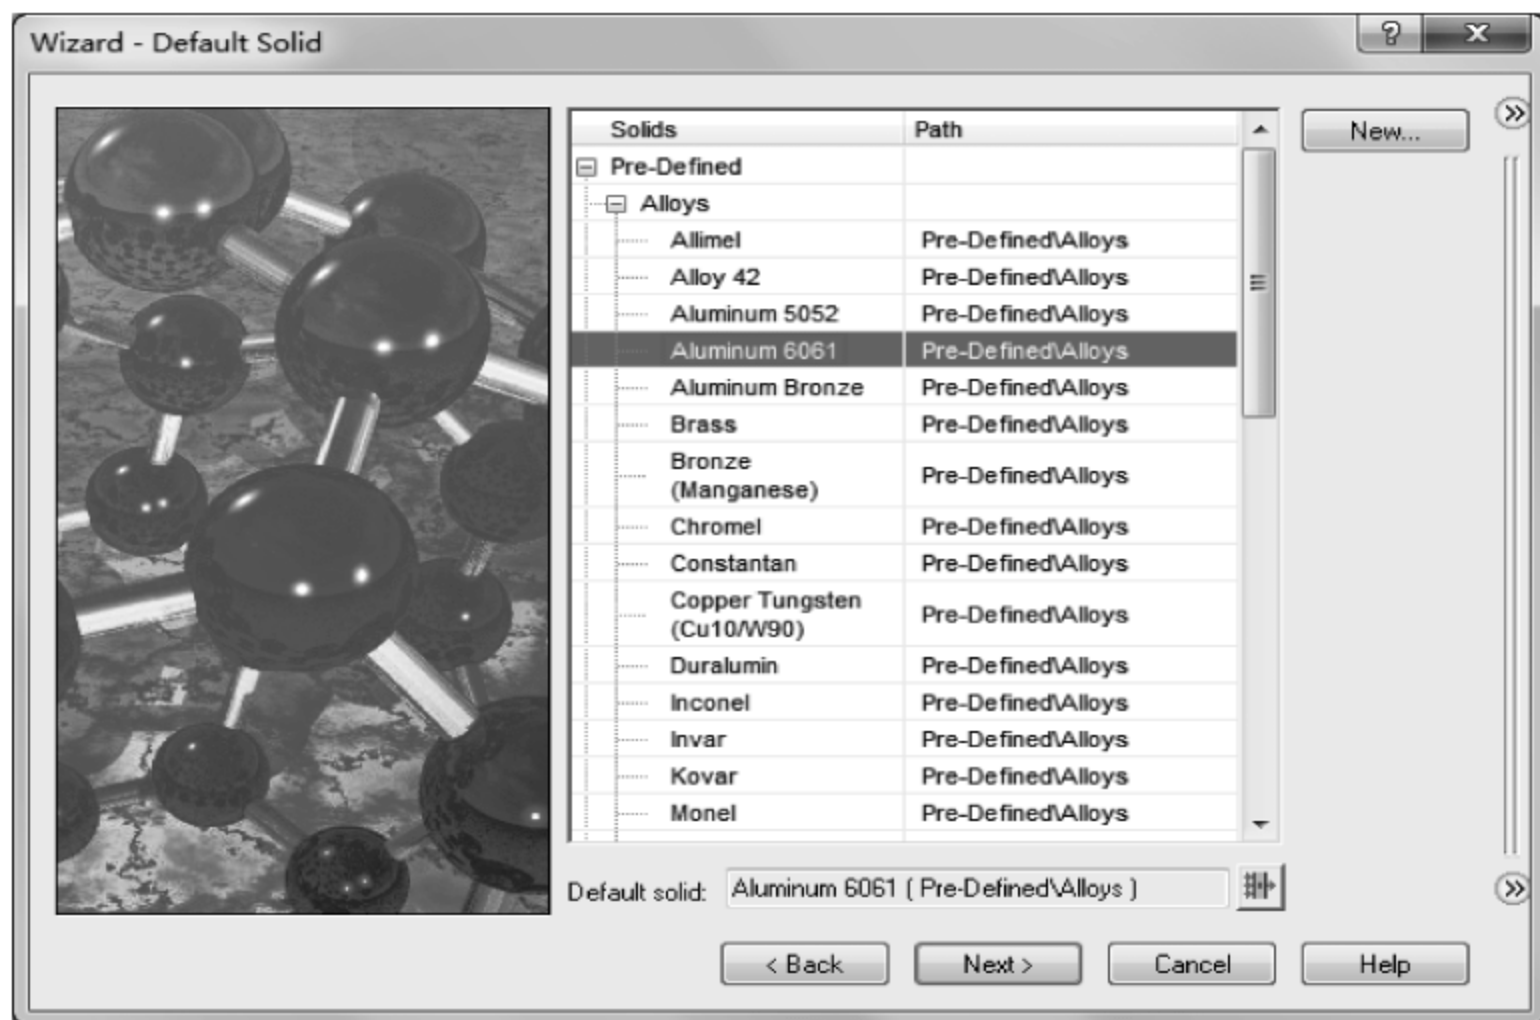 Wizard - Default Solid
Solids Path
Pre-Defined
Alloys
Allimel Pre-Defined\Alloys
Alloy 42 Pre-Defined\Alloys
Aluminum 5052 Pre-Defined\Alloys
Aluminum 6061 Pre-Defined\Alloys
Aluminum Bronze Pre-Defined\Alloys
Brass Pre-Defined\Alloys
Bronze
(Manganese) Pre-Defined\Alloys
Chromel Pre-Defined\Alloys
Constantan Pre-Defined\Alloys
Copper Tungsten
(Cu10/W90) Pre-Defined\Alloys
Duralumin Pre-Defined\Alloys
Inconel Pre-Defined\Alloys
Invar Pre-Defined\Alloys
Kovar Pre-Defined\Alloys
Monel Pre-Defined\Alloys
New...
Default solid: Aluminum 6061 ( Pre-Defined\Alloys )
< Back Next > Cancel Help